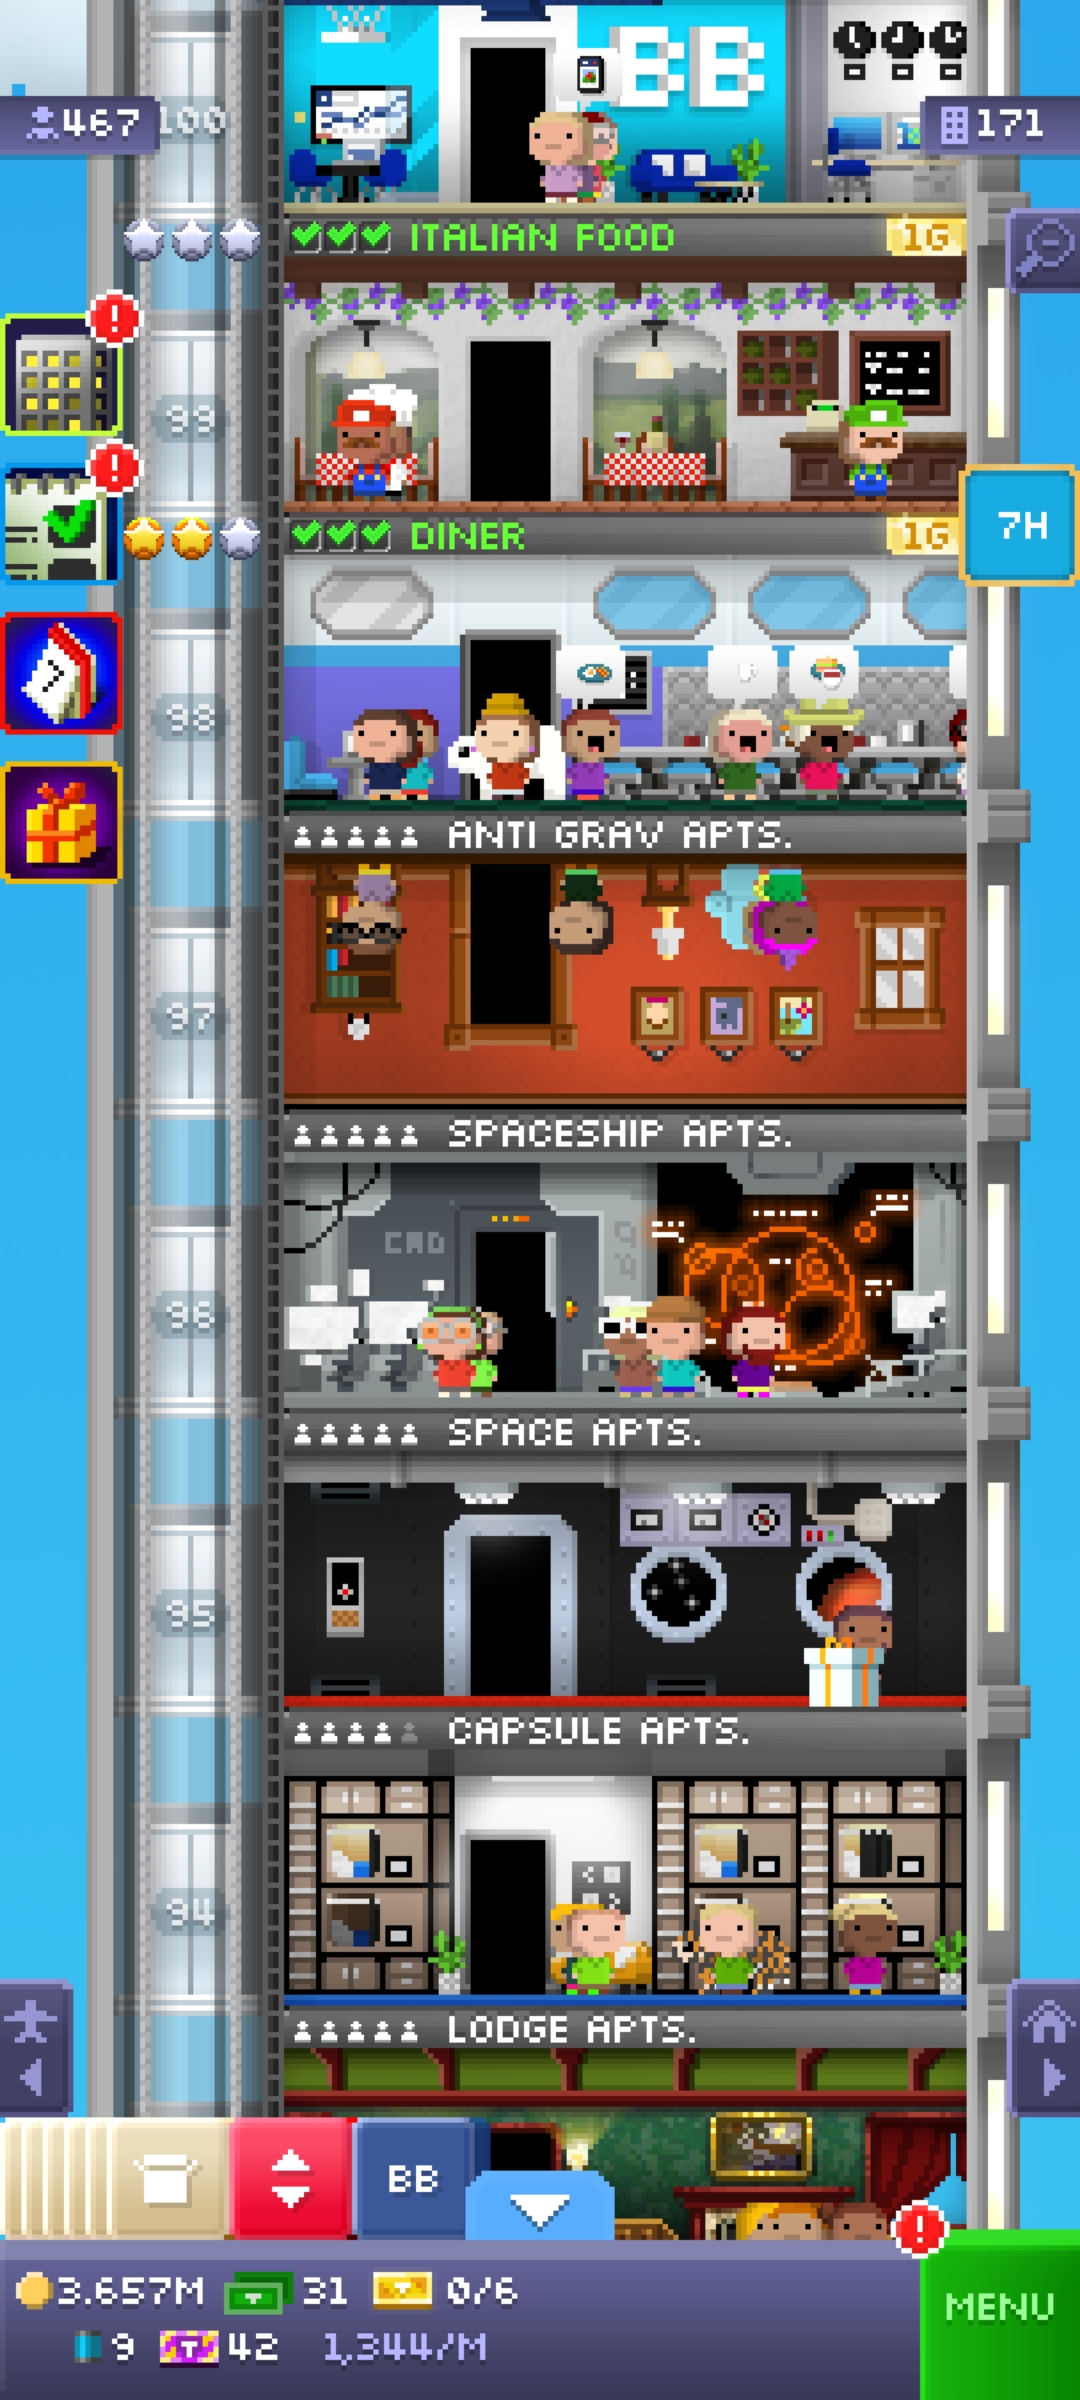 BB
467
100
171
ITALIAN FOOD
1G
99
7H
DINER
1G
98
7
ANTI GRAV APTS.
97
SPACESHIP APTS.
CMD
96
SPACE APTS.
95
CAPSULE APTS.
94
LODGE APTS.
BB
3.657M
31
0/6
MENU
9
T
42
1,344/M